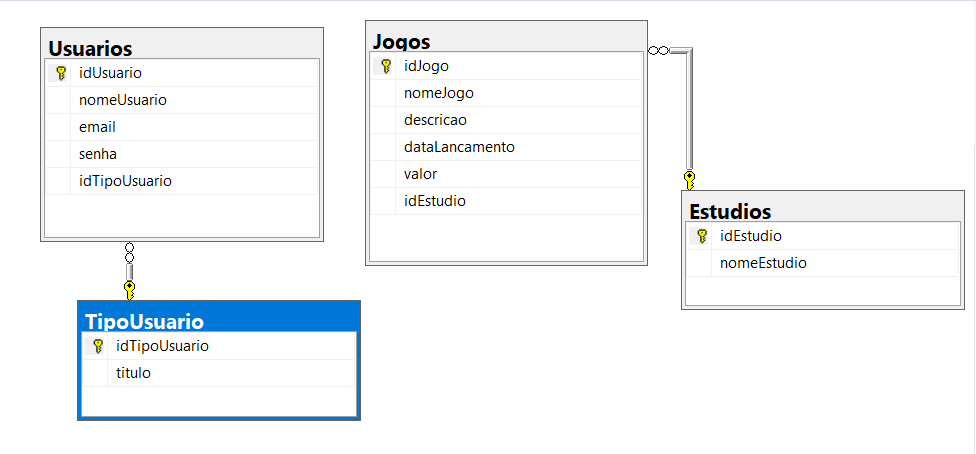 Usuarios
idUsuario
nomeUsuario
email
senha
idTipoUsuario
Jogos
idJogo
nomeJogo
descricao
dataLancamento
valor
idEstudio
Estudios
idEstudio
nomeEstudio
TipoUsuario
idTipoUsuario
titulo